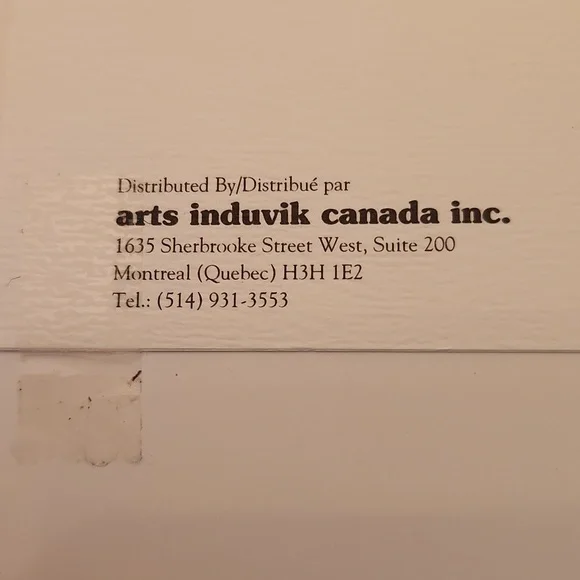 Distributed By/Distribué par
arts induvik canada inc.
1635 Sherbrooke Street West, Suite 200
Montreal (Quebec) H3H 1E2
Tel.: (514) 931-3553